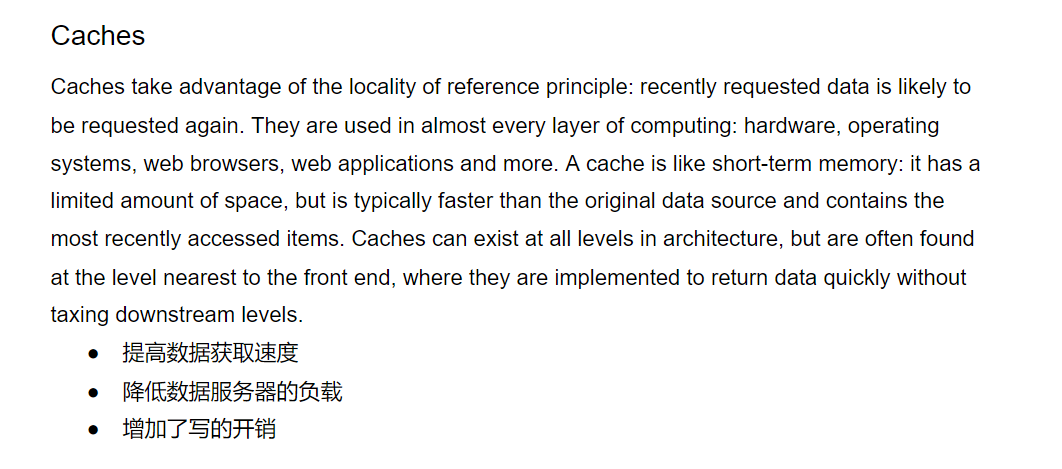 Caches
Caches take advantage of the locality of reference principle: recently requested data is likely to
be requested again. They are used in almost every layer of computing: hardware, operating
systems, web browsers, web applications and more. A cache is like short-term memory: it has a
limited amount of space, but is typically faster than the original data source and contains the
most recently accessed items. Caches can exist at all levels in architecture, but are often found
at the level nearest to the front end, where they are implemented to return data quickly without
taxing downstream levels.
● 提高数据获取速度
● 降低数据服务器的负载
● 增加了写的开销